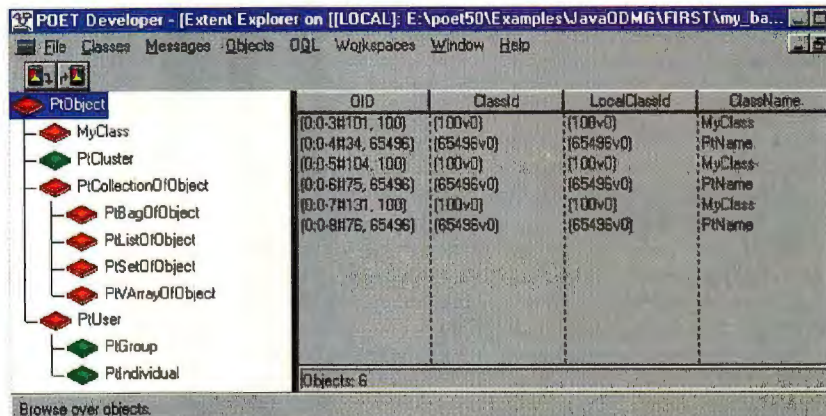 POET Developer - [Extent Explorer on [[LOCAL]: E:\poet50\Examples\JavaODMG\FIRST\my_ba...
File Classes Messages Objects OQL Workspaces Window Help
PtObject
MyClass
PtCluster
PtCollectionOfObject
PtBagOfObject
PtListOfObject
PtSetOfObject
PtVArrayOfObject
PtUser
PtGroup
PtIndividual
OID ClassId LocalClassId ClassName
(0:0-3#101, 100) (100v0) (100v0) MyClass
(0:0-4#34, 65496) (65496v0) (65496v0) PtName
(0:0-5#104, 100) (100v0) (100v0) MyClass
(0:0-6#75, 65496) (65496v0) (65496v0) PtName
(0:0-7#131, 100) (100v0) (100v0) MyClass
(0:0-8#76, 65496) (65496v0) (65496v0) PtName
Objects: 6
Browse over objects.